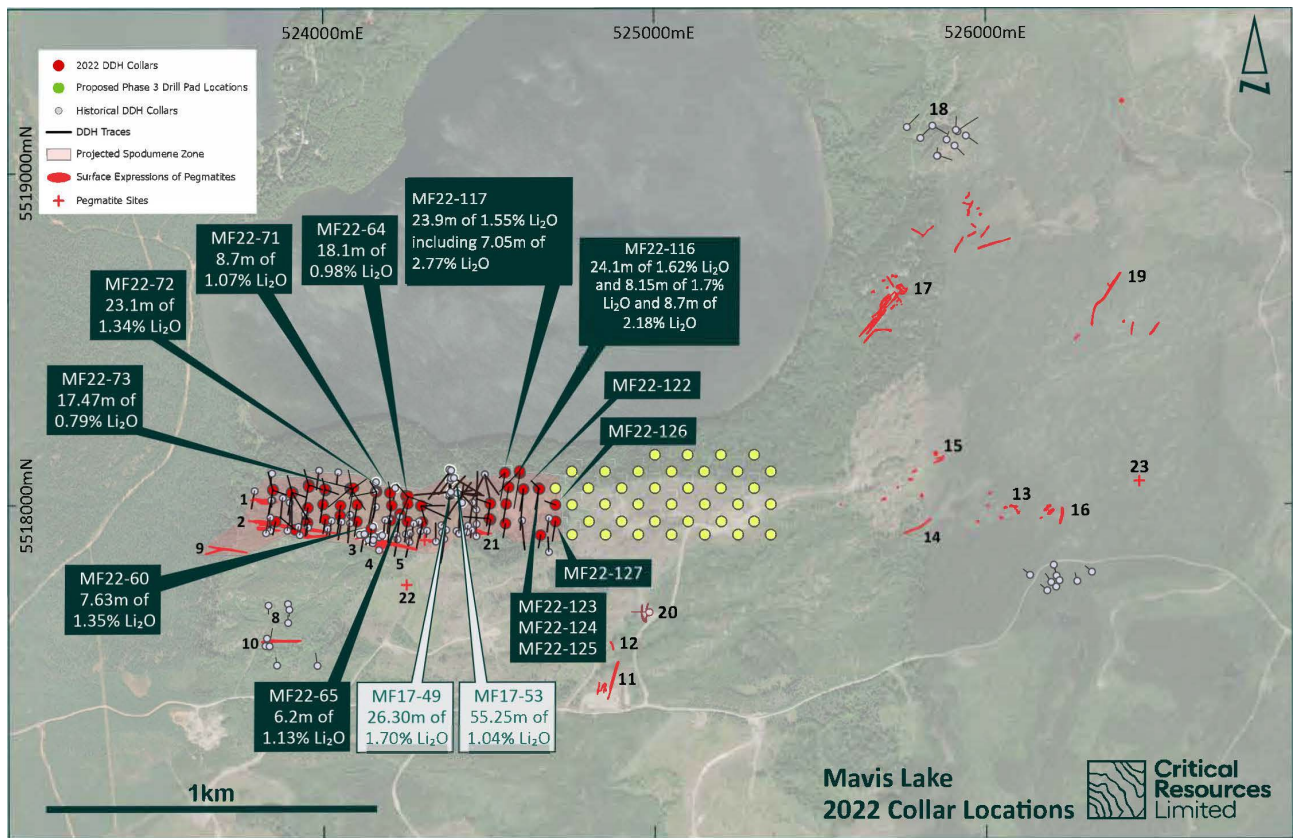 524000mE
525000mE
526000mE
5519000mN
5518000mN
2022 DDH Collars
Proposed Phase 3 Drill Pad Locations
Historical DDH Collars
DDH Traces
Projected Spodumene Zone
Surface Expressions of Pegmatites
Pegmatite Sites
N
MF22-117
23.9m of 1.55% Li₂O
including 7.05m of
2.77% Li₂O
MF22-64
18.1m of
0.98% Li₂O
MF22-71
8.7m of
1.07% Li₂O
MF22-116
24.1m of 1.62% Li₂O
and 8.15m of 1.7%
Li₂O and 8.7m of
2.18% Li₂O
MF22-72
23.1m of
1.34% Li₂O
MF22-73
17.47m of
0.79% Li₂O
MF22-122
MF22-126
18
17
19
15
23
13
16
14
1
2
9
3
4
5
21
22
MF22-127
MF22-60
7.63m of
1.35% Li₂O
MF22-123
MF22-124
MF22-125
20
8
10
12
11
MF22-65
6.2m of
1.13% Li₂O
MF17-49
26.30m of
1.70% Li₂O
MF17-53
55.25m of
1.04% Li₂O
1km
Mavis Lake
2022 Collar Locations
Critical
Resources
Limited